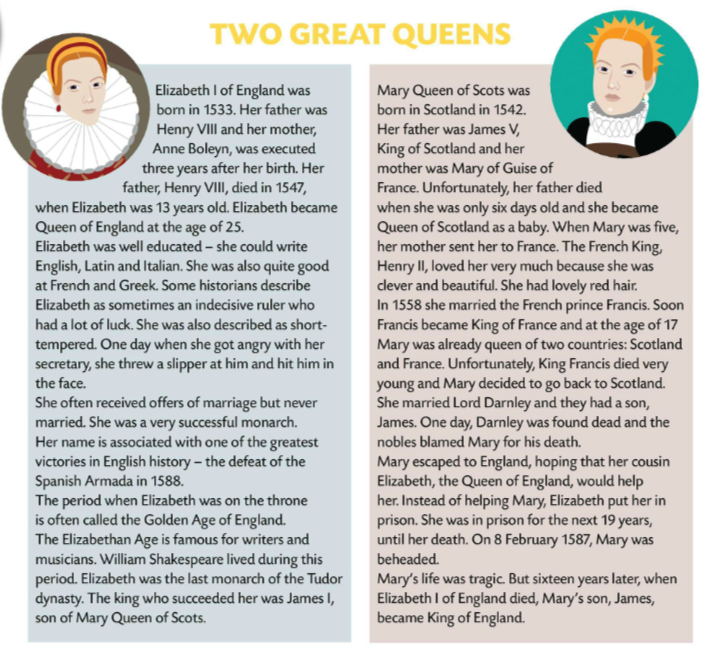 TWO GREAT QUEENS
Elizabeth I of England was
born in 1533. Her father was
Henry VIII and her mother,
Anne Boleyn, was executed
three years after her birth. Her
father, Henry VIII, died in 1547,
when Elizabeth was 13 years old. Elizabeth became
Queen of England at the age of 25.
Elizabeth was well educated – she could write
English, Latin and Italian. She was also quite good
at French and Greek. Some historians describe
Elizabeth as sometimes an indecisive ruler who
had a lot of luck. She was also described as short-
tempered. One day when she got angry with her
secretary, she threw a slipper at him and hit him in
the face.
She often received offers of marriage but never
married. She was a very successful monarch.
Her name is associated with one of the greatest
victories in English history – the defeat of the
Spanish Armada in 1588.
The period when Elizabeth was on the throne
is often called the Golden Age of England.
The Elizabethan Age is famous for writers and
musicians. William Shakespeare lived during this
period. Elizabeth was the last monarch of the Tudor
dynasty. The king who succeeded her was James I,
son of Mary Queen of Scots.
Mary Queen of Scots was
born in Scotland in 1542.
Her father was James V,
King of Scotland and her
mother was Mary of Guise of
France. Unfortunately, her father died
when she was only six days old and she became
Queen of Scotland as a baby. When Mary was five,
her mother sent her to France. The French King,
Henry II, loved her very much because she was
clever and beautiful. She had lovely red hair.
In 1558 she married the French prince Francis. Soon
Francis became King of France and at the age of 17
Mary was already queen of two countries: Scotland
and France. Unfortunately, King Francis died very
young and Mary decided to go back to Scotland.
She married Lord Darnley and they had a son,
James. One day, Darnley was found dead and the
nobles blamed Mary for his death.
Mary escaped to England, hoping that her cousin
Elizabeth, the Queen of England, would help
her. Instead of helping Mary, Elizabeth put her in
prison. She was in prison for the next 19 years,
until her death. On 8 February 1587, Mary was
beheaded.
Mary's life was tragic. But sixteen years later, when
Elizabeth I of England died, Mary's son, James,
became King of England.